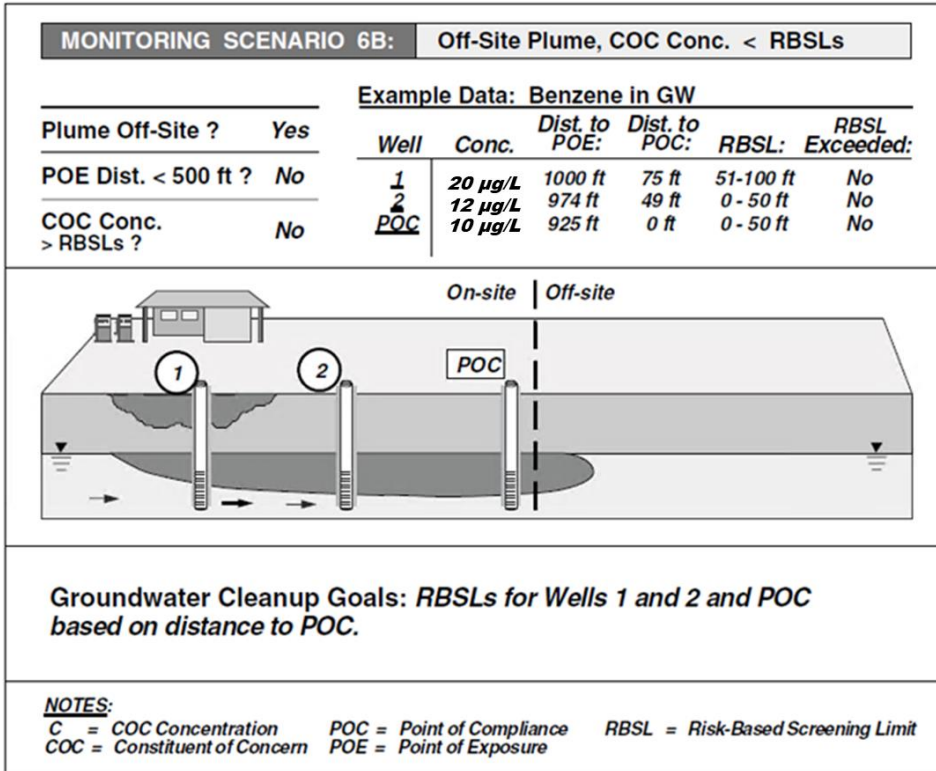 MONITORING SCENARIO 6B: Off-Site Plume, COC Conc. < RBSLs
Plume Off-Site ? Yes
POE Dist. < 500 ft ? No
COC Conc.
> RBSLs ? No
Example Data: Benzene in GW
Well Conc. Dist. to POE: Dist. to POC: RBSL: RBSL Exceeded:
1 20 µg/L 1000 ft 75 ft 51-100 ft No
2 12 µg/L 974 ft 49 ft 0 - 50 ft No
POC 10 µg/L 925 ft 0 ft 0 - 50 ft No
On-site Off-site
1 2 POC
Groundwater Cleanup Goals: RBSLs for Wells 1 and 2 and POC
based on distance to POC.
NOTES:
C = COC Concentration POC = Point of Compliance RBSL = Risk-Based Screening Limit
COC = Constituent of Concern POE = Point of Exposure